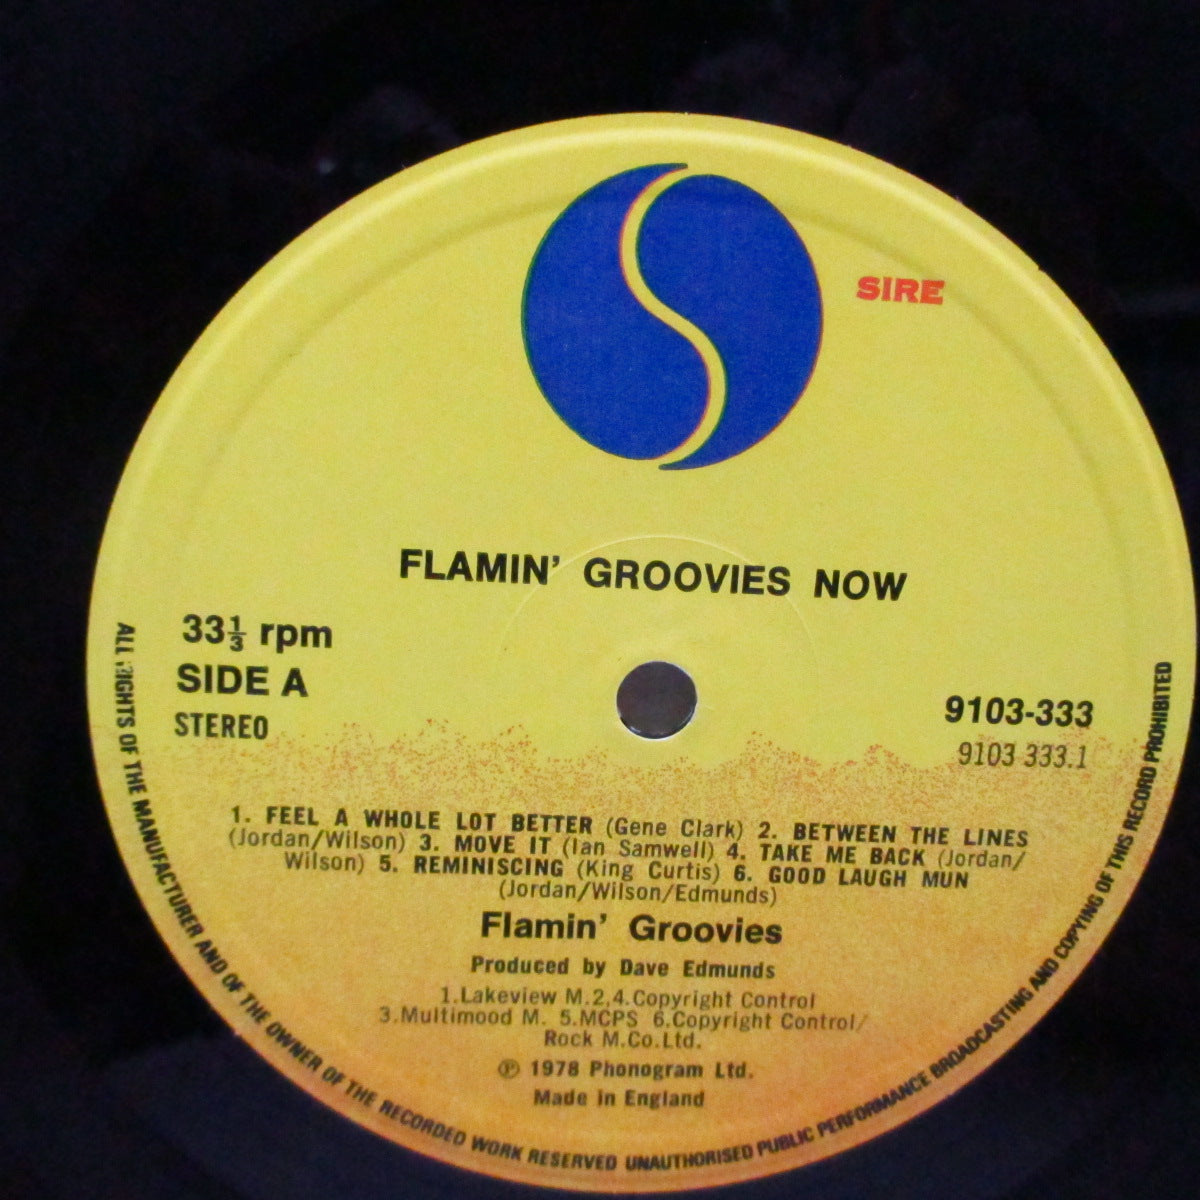 SIRE
FLAMIN' GROOVIES NOW
33⅓ rpm
SIDE A
STEREO
9103-333
9103 333.1
1. FEEL A WHOLE LOT BETTER (Gene Clark) 2. BETWEEN THE LINES
(Jordan/Wilson) 3. MOVE IT (Ian Samwell) 4. TAKE ME BACK (Jordan/
Wilson) 5. REMINISCING (King Curtis) 6. GOOD LAUGH MUN
(Jordan/Wilson/Edmunds)
Flamin' Groovies
Produced by Dave Edmunds
1.Lakeview M.2,4.Copyright Control
3.Multimood M. 5.MCPS 6.Copyright Control/
Rock M.Co.Ltd.
℗ 1978 Phonogram Ltd.
Made in England
ALL RIGHTS OF THE MANUFACTURER AND OF THE OWNER OF THE RECORDED WORK RESERVED UNAUTHORISED PUBLIC PERFORMANCE BROADCASTING AND COPYING OF THIS RECORD PROHIBITED